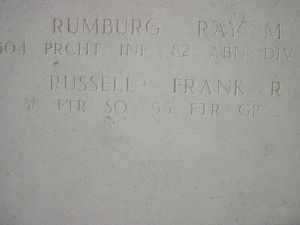 RUMBURG RAY M
504 PRCHT INF 82 ABN DIV
RUSSELL FRANK R
38 FTR SQ 55 FTR GP